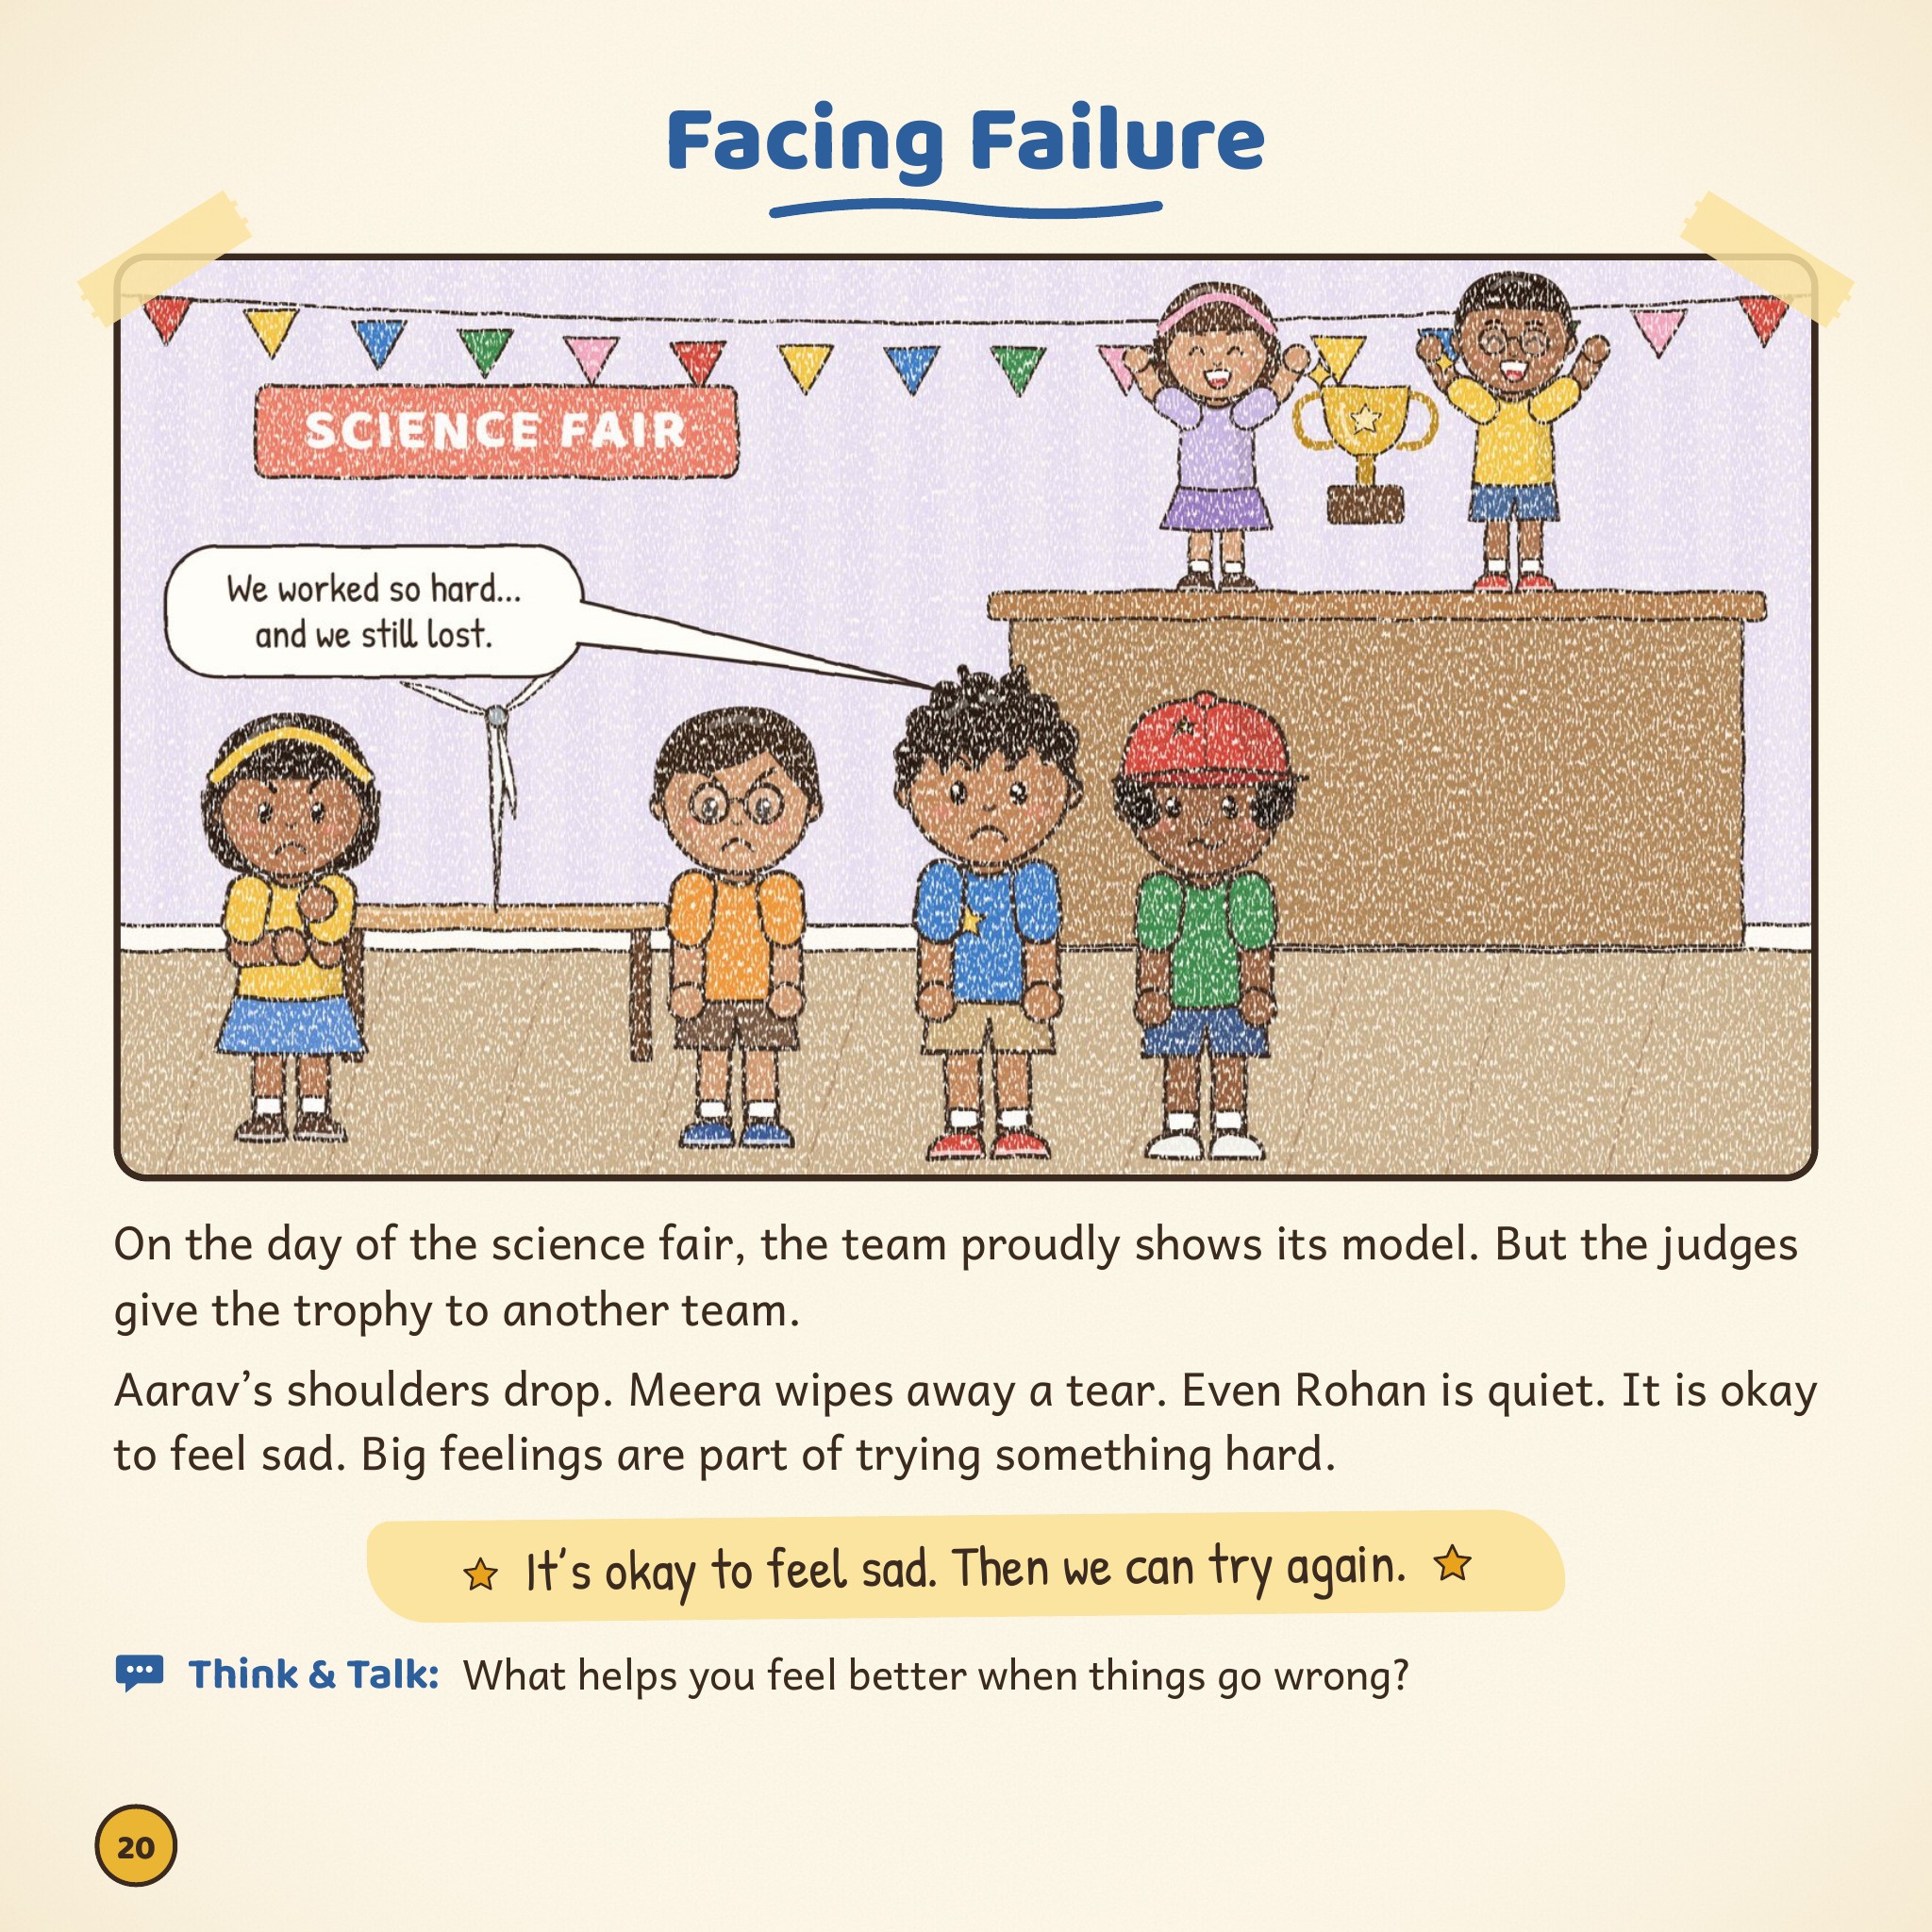 Facing Failure
SCIENCE FAIR
We worked so hard...
and we still lost.
On the day of the science fair, the team proudly shows its model. But the judges
give the trophy to another team.
Aarav’s shoulders drop. Meera wipes away a tear. Even Rohan is quiet. It is okay
to feel sad. Big feelings are part of trying something hard.
It’s okay to feel sad. Then we can try again.
Think & Talk: What helps you feel better when things go wrong?
20